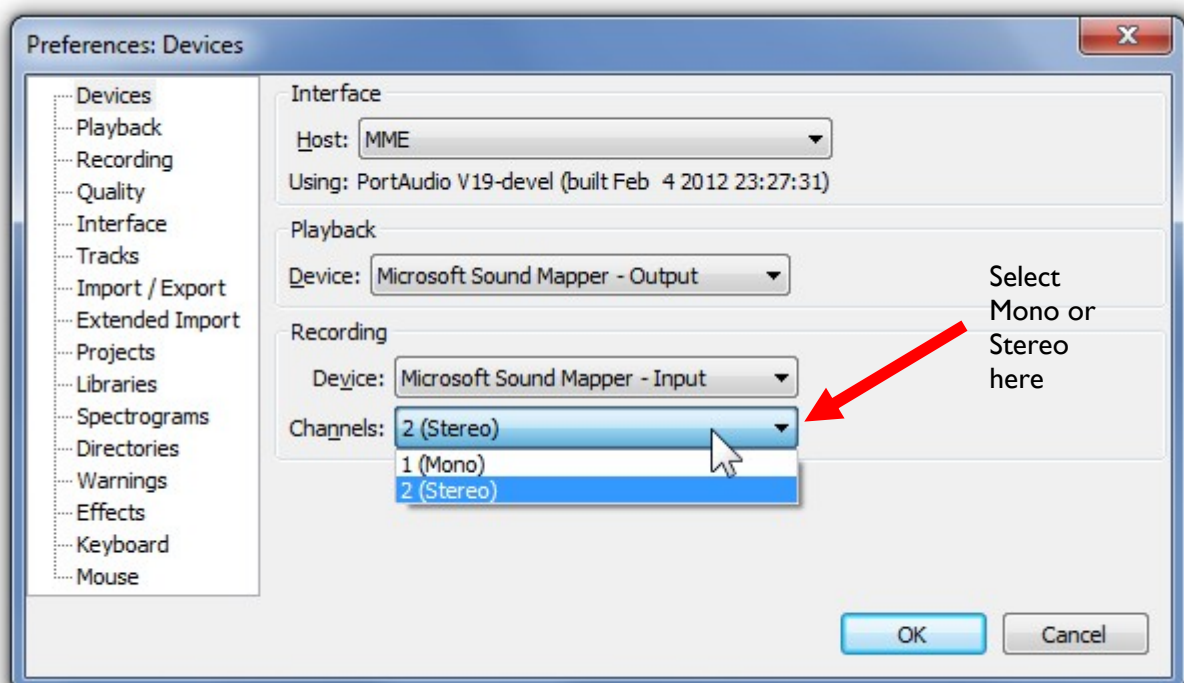 Preferences: Devices
Devices
Playback
Recording
Quality
Interface
Tracks
Import / Export
Extended Import
Projects
Libraries
Spectrograms
Directories
Warnings
Effects
Keyboard
Mouse
Interface
Host: MME
Using: PortAudio V19-devel (built Feb  4 2012 23:27:31)
Playback
Device: Microsoft Sound Mapper - Output
Recording
Device: Microsoft Sound Mapper - Input
Channels: 2 (Stereo)
1 (Mono)
2 (Stereo)
Select
Mono or
Stereo
here
OK Cancel